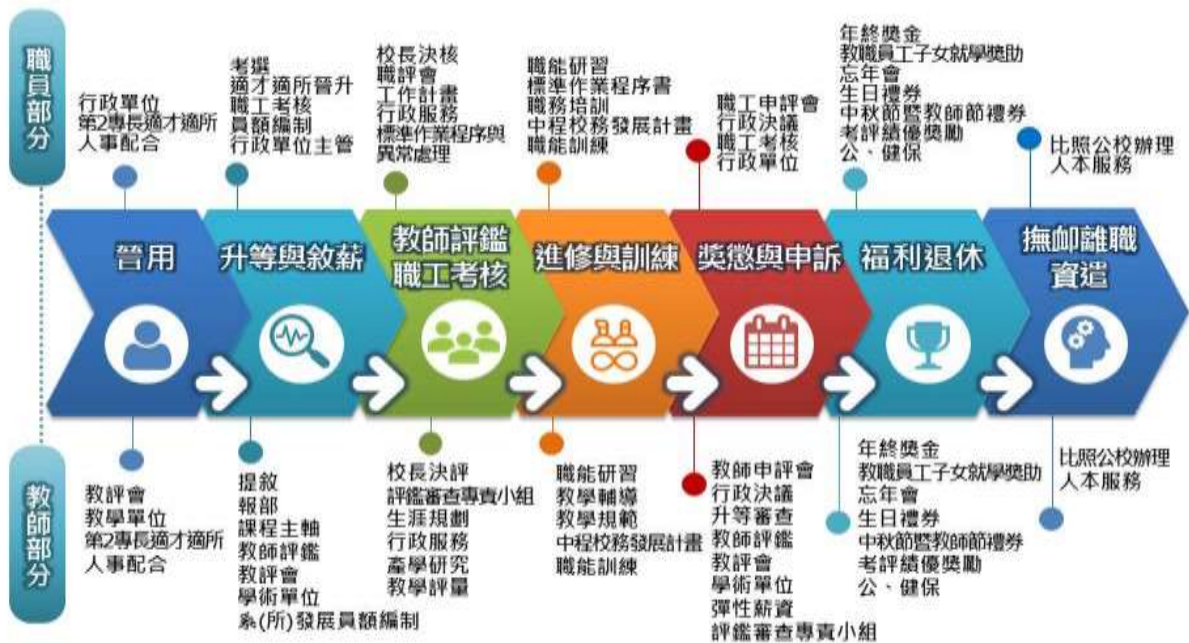 職員部分
行政單位
第2專長適才適所
人事配合
考選
適才適所晉升
職工考核
員額編制
行政單位主管
校長決核
職評會
工作計畫
行政服務
標準作業程序與
異常處理
職能研習
標準作業程序書
職務培訓
中程校務發展計畫
職能訓練
職工申評會
行政決議
職工考核
行政單位
年終獎金
教職員工子女就學獎助
忘年會
生日禮券
中秋節暨教師節禮券
考評績優獎勵
公、健保
比照公校辦理
人本服務
晉用
升等與敘薪
教師評鑑
職工考核
進修與訓練
獎懲與申訴
福利退休
撫卹離職
資遣
教師部分
教評會
教學單位
第2專長適才適所
人事配合
提敘
報部
課程主軸
教師評鑑
教評會
學術單位
系(所)發展員額編制
校長決評
評鑑審查專責小組
生涯規劃
行政服務
產學研究
教學評量
職能研習
教學輔導
教學規範
中程校務發展計畫
職能訓練
教師申評會
行政決議
升等審查
教師評鑑
教評會
學術單位
彈性薪資
評鑑審查專責小組
年終獎金
教職員工子女就學獎助
忘年會
生日禮券
中秋節暨教師節禮券
考評績優獎勵
公、健保
比照公校辦理
人本服務